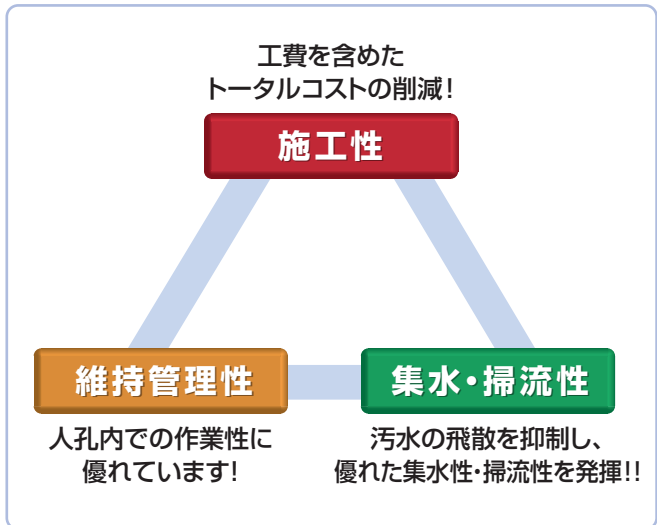 工費を含めた
トータルコストの削減!
施工性
維持管理性
人孔内での作業性に
優れています!
集水・掃流性
汚水の飛散を抑制し、
優れた集水性・掃流性を発揮!!